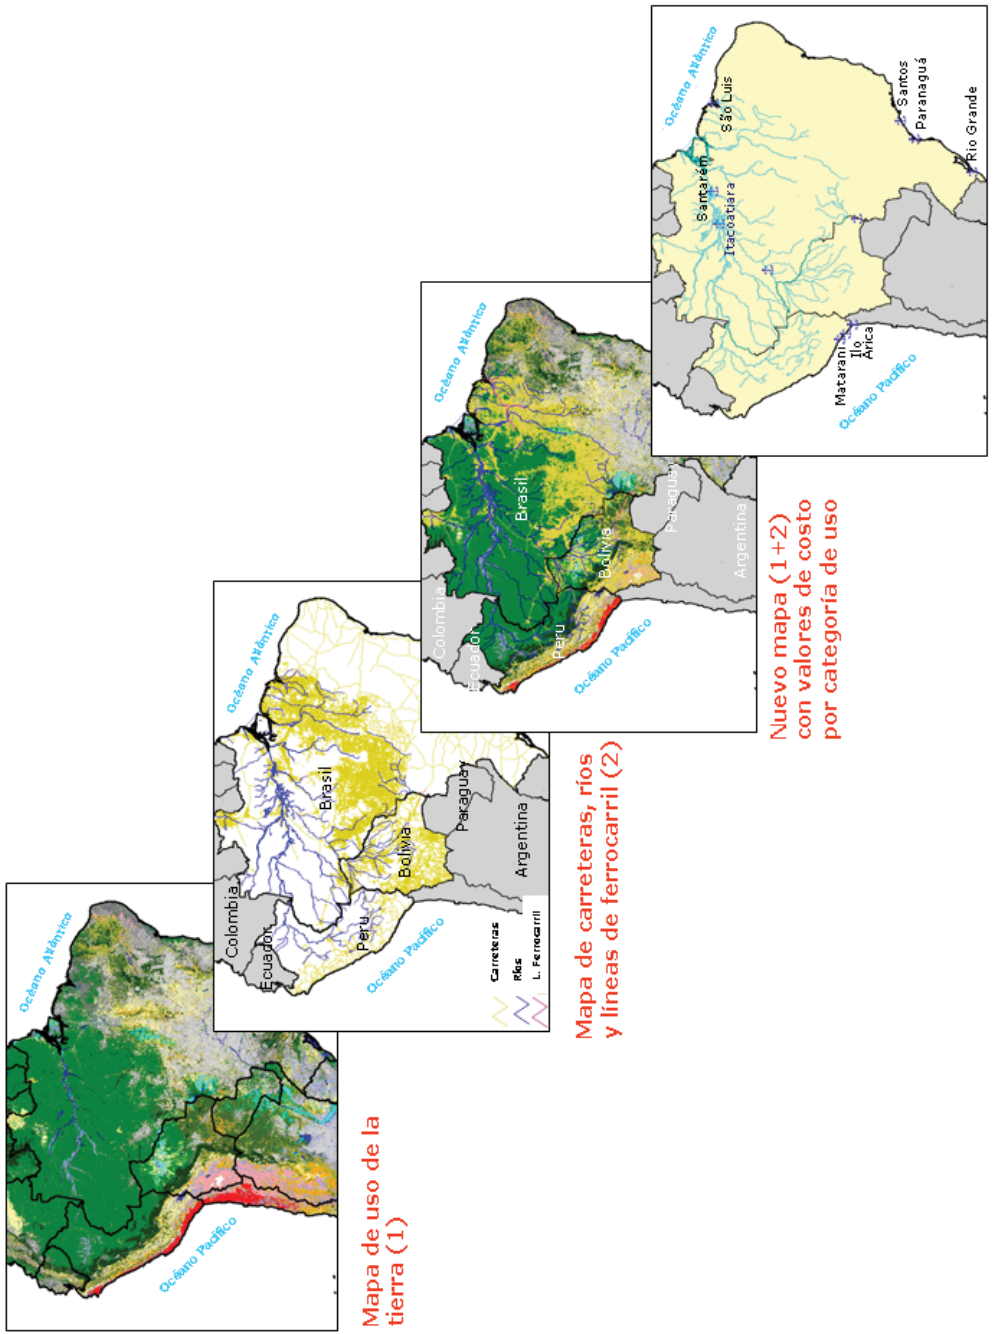 Océano Atlántico
Océano Pacífico
Mapa de uso de la
tierra (1)
Océano Atlántico
Colombia
Ecuador
Peru
Brasil
Bolivia
Paraguay
Argentina
Océano Pacífico
Carreteras
Ríos
L. Ferrocarril
Mapa de carreteras, ríos
y líneas de ferrocarril (2)
Océano Atlántico
Colombia
Ecuador
Peru
Brasil
Bolivia
Paraguay
Argentina
Océano Pacífico
Nuevo mapa (1+2)
con valores de costo
por categoría de uso
Océano Atlántico
São Luis
Santarém
Itacoatiara
Santos
Paranaguá
Rio Grande
Matarani
Ilo
Arica
Océano Pacífico